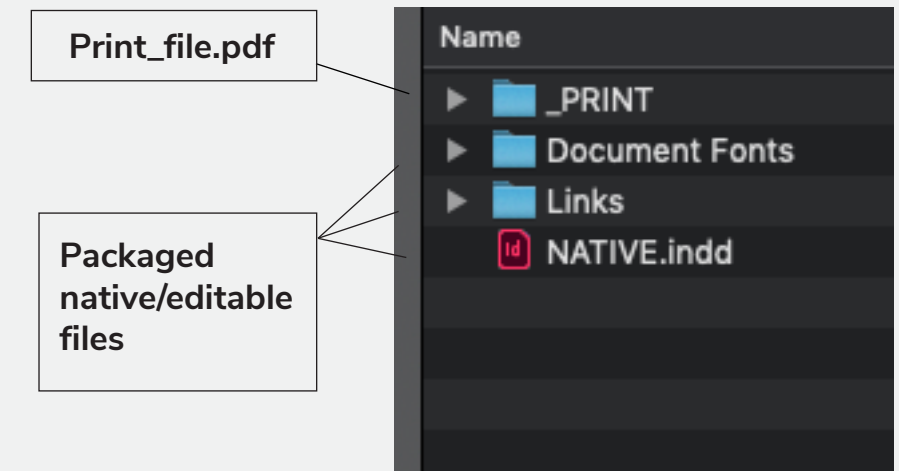 Print_file.pdf
Name
_PRINT
Document Fonts
Links
Id NATIVE.indd
Packaged
native/editable
files